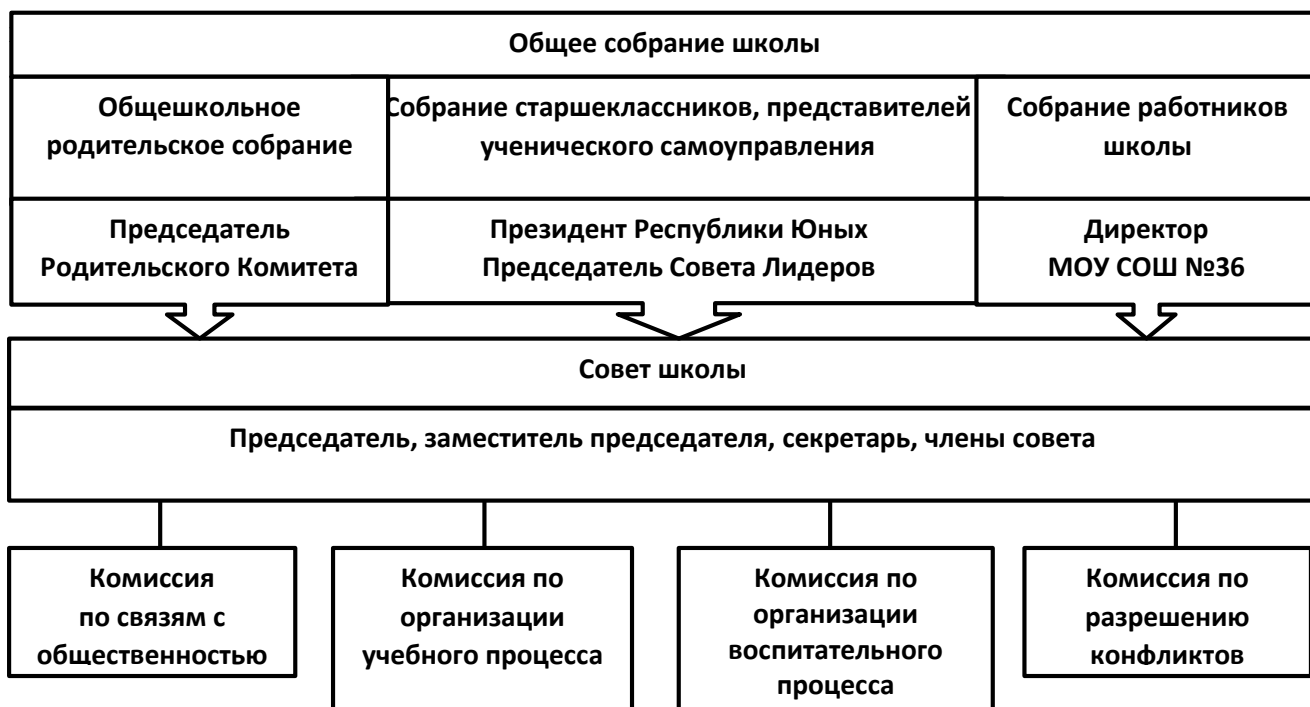 Общее собрание школы
Общешкольное
родительское собрание
Собрание старшеклассников, представителей
ученического самоуправления
Собрание работников
школы
Председатель
Родительского Комитета
Президент Республики Юных
Председатель Совета Лидеров
Директор
МОУ СОШ №36
Совет школы
Председатель, заместитель председателя, секретарь, члены совета
Комиссия
по связям с
общественностью
Комиссия по
организации
учебного процесса
Комиссия по
организации
воспитательного
процесса
Комиссия по
разрешению
конфликтов